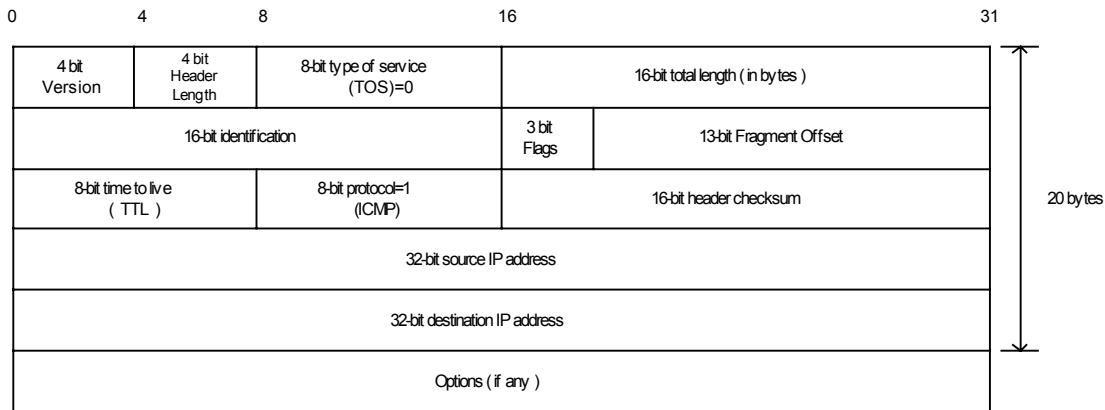 0 4 8 16 31
4 bit
Version
4 bit
Header
Length
8-bit type of service
(TOS)=0
16-bit total length ( in bytes )
16-bit identification
3 bit
Flags
13-bit Fragment Offset
8-bit time to live
( TTL )
8-bit protocol=1
(ICMP)
16-bit header checksum
20 bytes
32-bit source IP address
32-bit destination IP address
Options ( if any )